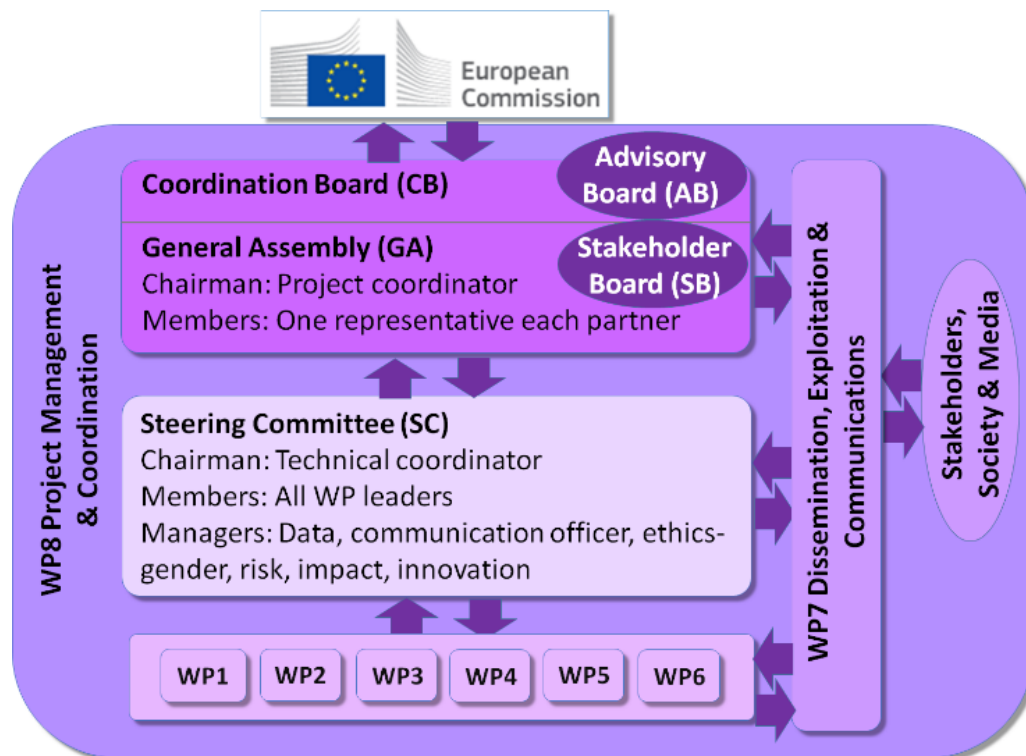 European
Commission
Coordination Board (CB)
Advisory
Board (AB)
General Assembly (GA)
Chairman: Project coordinator
Members: One representative each partner
Stakeholder
Board (SB)
Steering Committee (SC)
Chairman: Technical coordinator
Members: All WP leaders
Managers: Data, communication officer, ethics-
gender, risk, impact, innovation
WP1 WP2 WP3 WP4 WP5 WP6
WP8 Project Management
& Coordination
WP7 Dissemination, Exploitation &
Communications
Stakeholders,
Society & Media